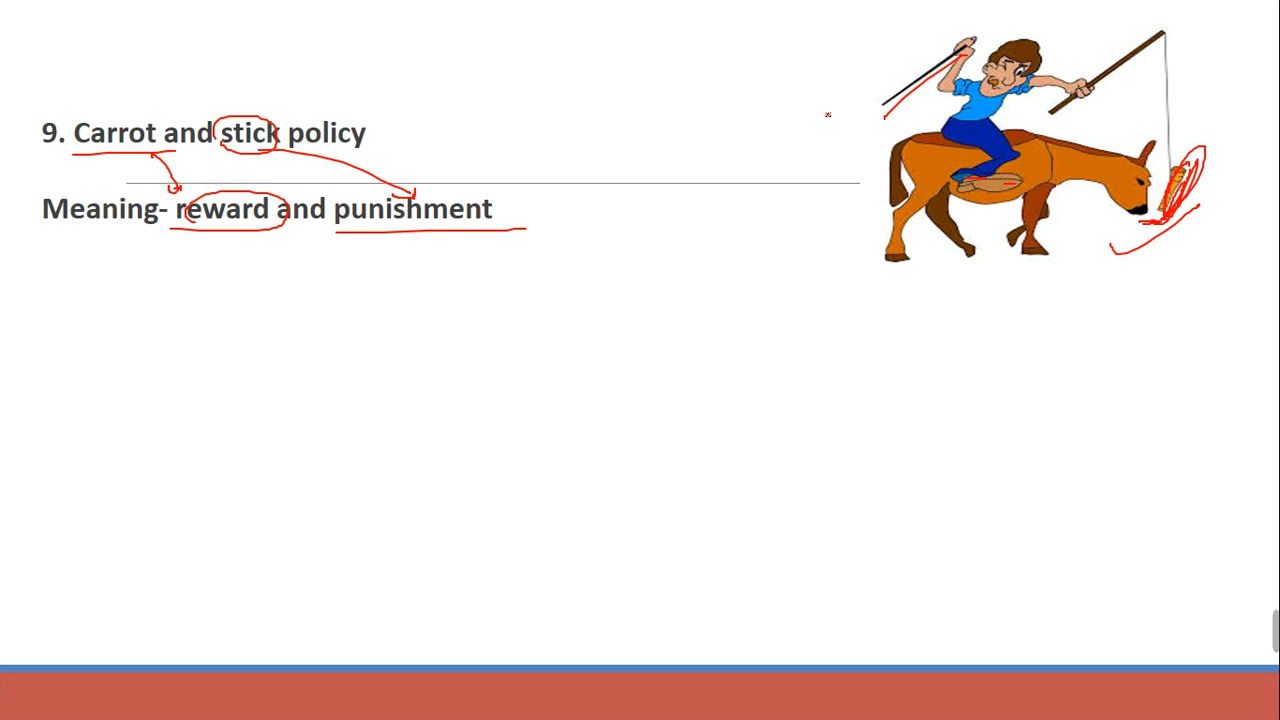 9. Carrot and stick policy
Meaning- reward and punishment